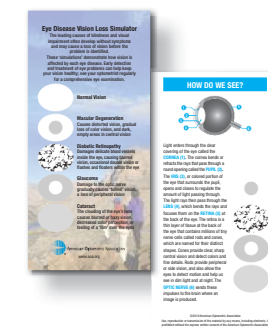 Eye Disease Vision Loss Simulator
The leading causes of blindness and visual
impairment often develop without symptoms
and may cause a loss of vision before the
problem is identified.
These 'simulators' demonstrate how vision is
affected by each eye disease. Early detection
and treatment of eye problems can help keep
your vision healthy; see your optometrist regularly
for a comprehensive eye examination.
Normal Vision
Macular Degeneration
Causes distorted vision, gradual
loss of color vision, and dark,
empty areas in central vision
Diabetic Retinopathy
Damages delicate blood vessels
inside the eye, causing
vision, occasional double vision or
flashes and floaters within the eye
Glaucoma
Damage to the optic nerve
gradually causes "tunnel" vision,
a loss of peripheral vision
Cataract
The clouding of the eye's lens
causes blurred or hazy vision,
decreased color perception, or
feeling of a "film" over the eyes
American Optometric Association
www.aoa.org
HOW DO WE SEE?
Light enters through the clear
covering of the eye called the
CORNEA (1). The cornea bends or
refracts the rays that pass through a
round opening called the PUPIL (2).
The IRIS (3), or colored portion of
the eye that surrounds the pupil,
opens and closes to regulate the
amount of light passing through.
The light rays then pass through the
LENS (4), which bends the rays and
focuses them on the RETINA (5) at
the back of the eye. The retina is a
thin layer of tissue at the back of
the eye that contains millions of tiny
nerve cells called rods and cones,
which are named for their distinct
shapes. Cones provide clear, sharp
central vision and detect colors and
fine details. Rods provide peripheral
or side vision, and also allow the
eyes to detect motion and help us
see in dim light and at night. The
OPTIC NERVE (6) sends these
impulses to the brain where an
image is produced.
American Optometric Association